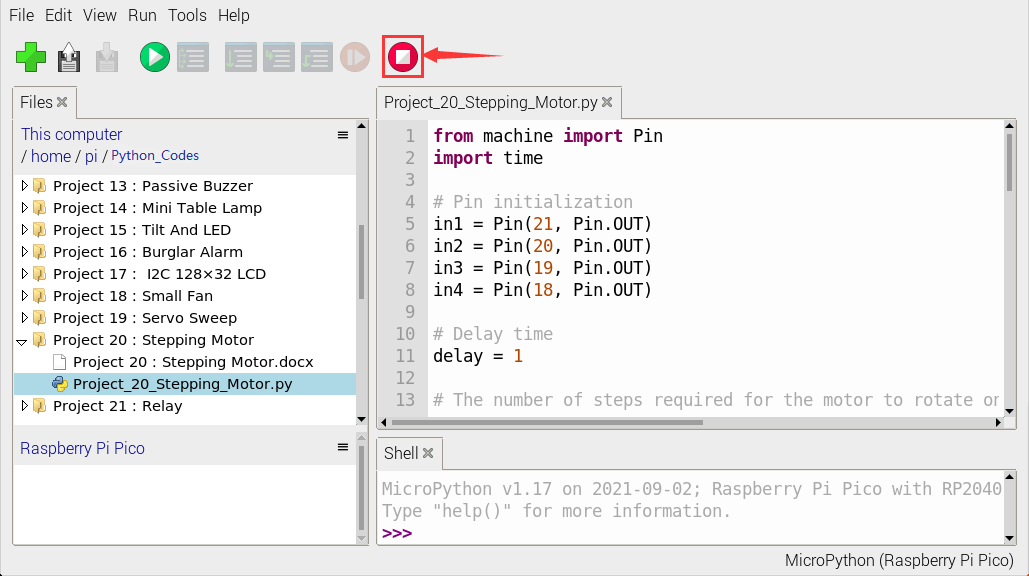 File Edit View Run Tools Help
Files
This computer
/ home / pi / Python_Codes
Project 13 : Passive Buzzer
Project 14 : Mini Table Lamp
Project 15 : Tilt And LED
Project 16 : Burglar Alarm
Project 17 :  I2C 128×32 LCD
Project 18 : Small Fan
Project 19 : Servo Sweep
Project 20 : Stepping Motor
Project 20 : Stepping Motor.docx
Project_20_Stepping_Motor.py
Project 21 : Relay
Raspberry Pi Pico
Project_20_Stepping_Motor.py
1 from machine import Pin
2 import time
3
4 # Pin initialization
5 in1 = Pin(21, Pin.OUT)
6 in2 = Pin(20, Pin.OUT)
7 in3 = Pin(19, Pin.OUT)
8 in4 = Pin(18, Pin.OUT)
9
10 # Delay time
11 delay = 1
12
13 # The number of steps required for the motor to rotate on
Shell
MicroPython v1.17 on 2021-09-02; Raspberry Pi Pico with RP2040
Type "help()" for more information.
>>>
MicroPython (Raspberry Pi Pico)